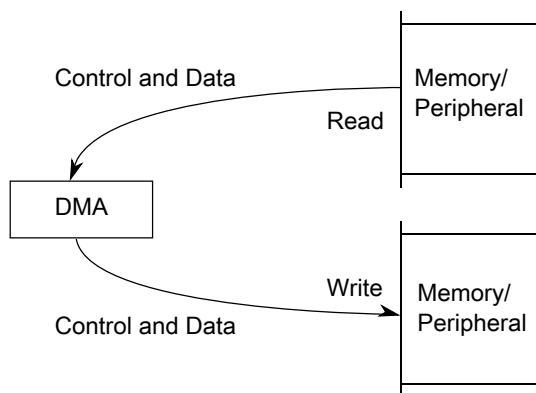 Control and Data
Memory/
Peripheral
Read
DMA
Write
Memory/
Peripheral
Control and Data